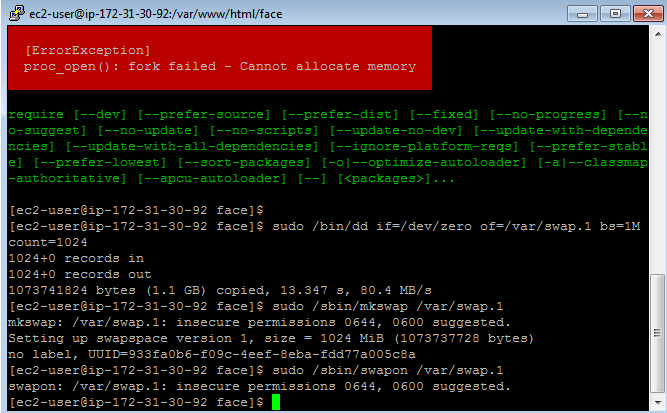 ec2-user@ip-172-31-30-92:/var/www/html/face
[ErrorException]
proc_open(): fork failed - Cannot allocate memory
require [--dev] [--prefer-source] [--prefer-dist] [--fixed] [--no-progress] [--n
o-suggest] [--no-update] [--no-scripts] [--update-no-dev] [--update-with-depende
ncies] [--update-with-all-dependencies] [--ignore-platform-reqs] [--prefer-stabl
e] [--prefer-lowest] [--sort-packages] [-o|--optimize-autoloader] [-a|--classmap
-authoritative] [--apcu-autoloader] [--] [<packages>]...
[ec2-user@ip-172-31-30-92 face]$
[ec2-user@ip-172-31-30-92 face]$ sudo /bin/dd if=/dev/zero of=/var/swap.1 bs=1M
count=1024
1024+0 records in
1024+0 records out
1073741824 bytes (1.1 GB) copied, 13.347 s, 80.4 MB/s
[ec2-user@ip-172-31-30-92 face]$ sudo /sbin/mkswap /var/swap.1
mkswap: /var/swap.1: insecure permissions 0644, 0600 suggested.
Setting up swapspace version 1, size = 1024 MiB (1073737728 bytes)
no label, UUID=933fa0b6-f09c-4eef-8eba-fdd77a005c8a
[ec2-user@ip-172-31-30-92 face]$ sudo /sbin/swapon /var/swap.1
swapon: /var/swap.1: insecure permissions 0644, 0600 suggested.
[ec2-user@ip-172-31-30-92 face]$